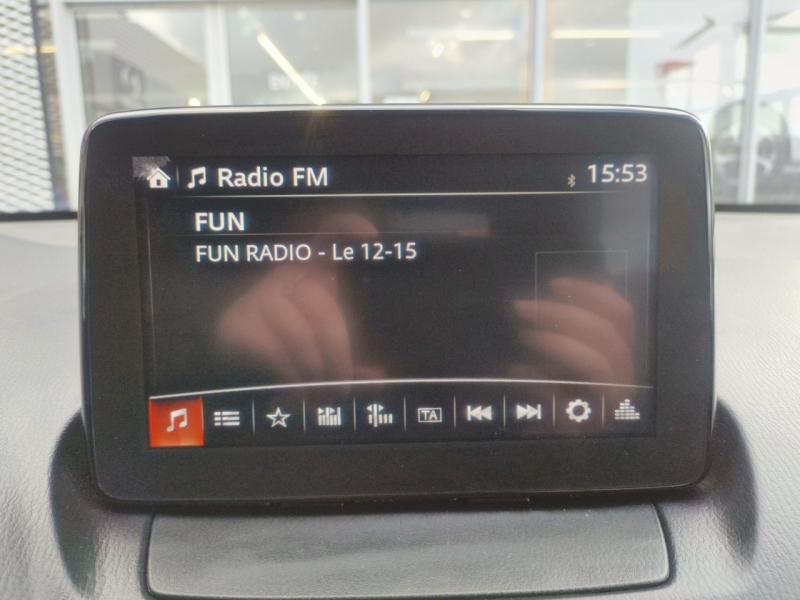 Radio FM
15:53
FUN
FUN RADIO - Le 12-15
TA